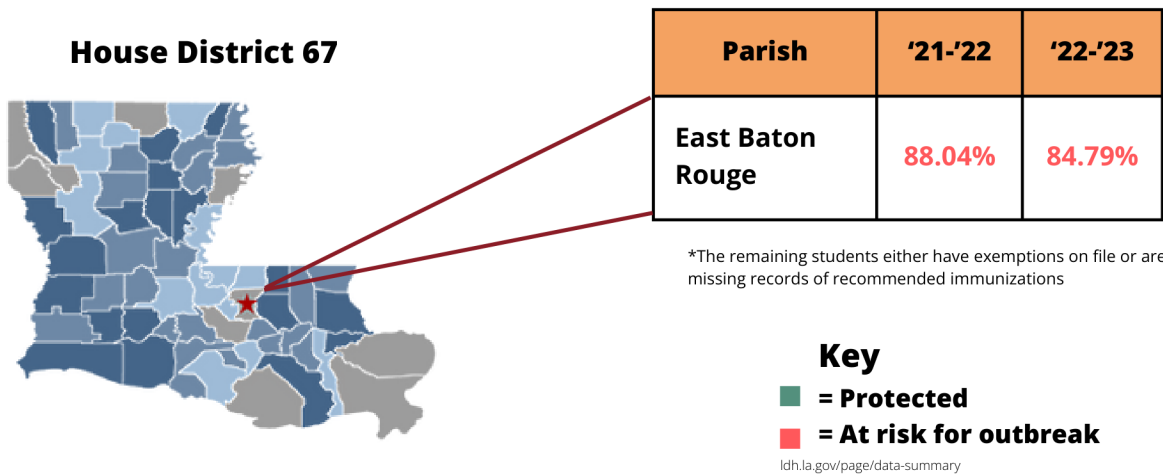 House District 67
Parish
‘21-’22
‘22-’23
East Baton
Rouge
88.04%
84.79%
*The remaining students either have exemptions on file or are
missing records of recommended immunizations
Key
= Protected
= At risk for outbreak
ldh.la.gov/page/data-summary